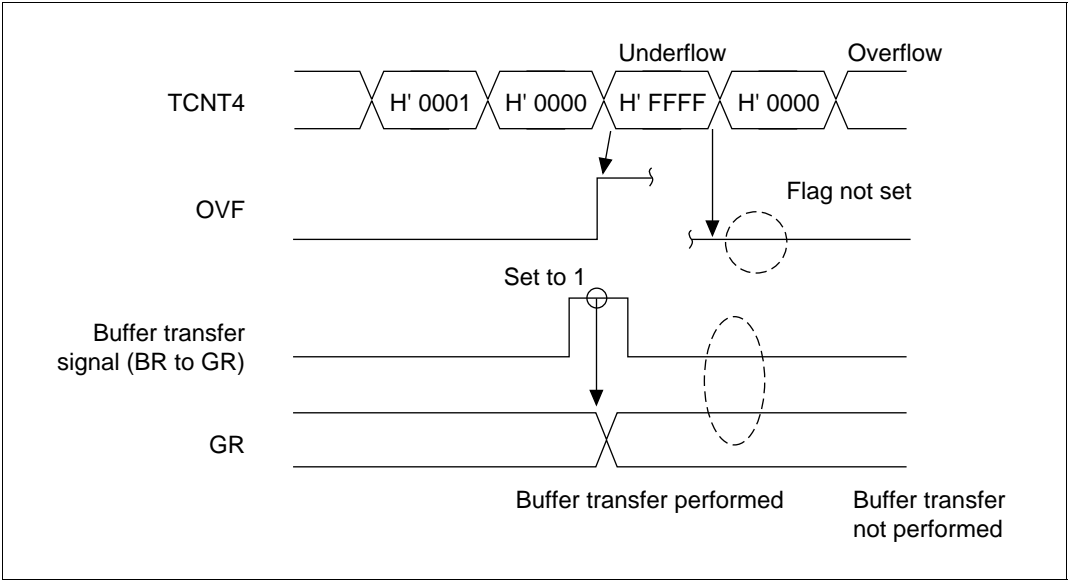 Underflow
Overflow
TCNT4
H' 0001
H' 0000
H' FFFF
H' 0000
OVF
Flag not set
Set to 1
Buffer transfer
signal (BR to GR)
GR
Buffer transfer performed
Buffer transfer
not performed